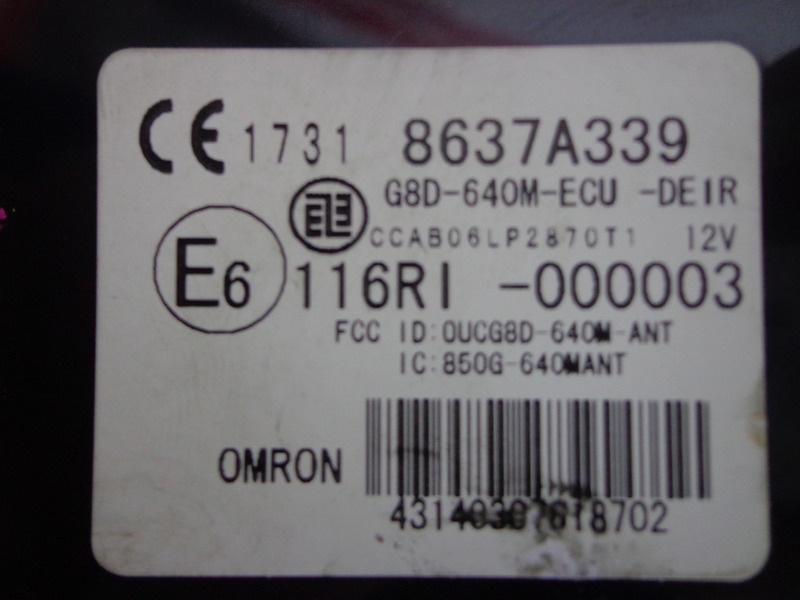 CE 1731 8637A339
G8D-640M-ECU -DEIR
CCAB06LP2870T1 12V
E6 116RI -000003
FCC ID:OUCG8D-640M-ANT
IC:850G-640MANT
OMRON